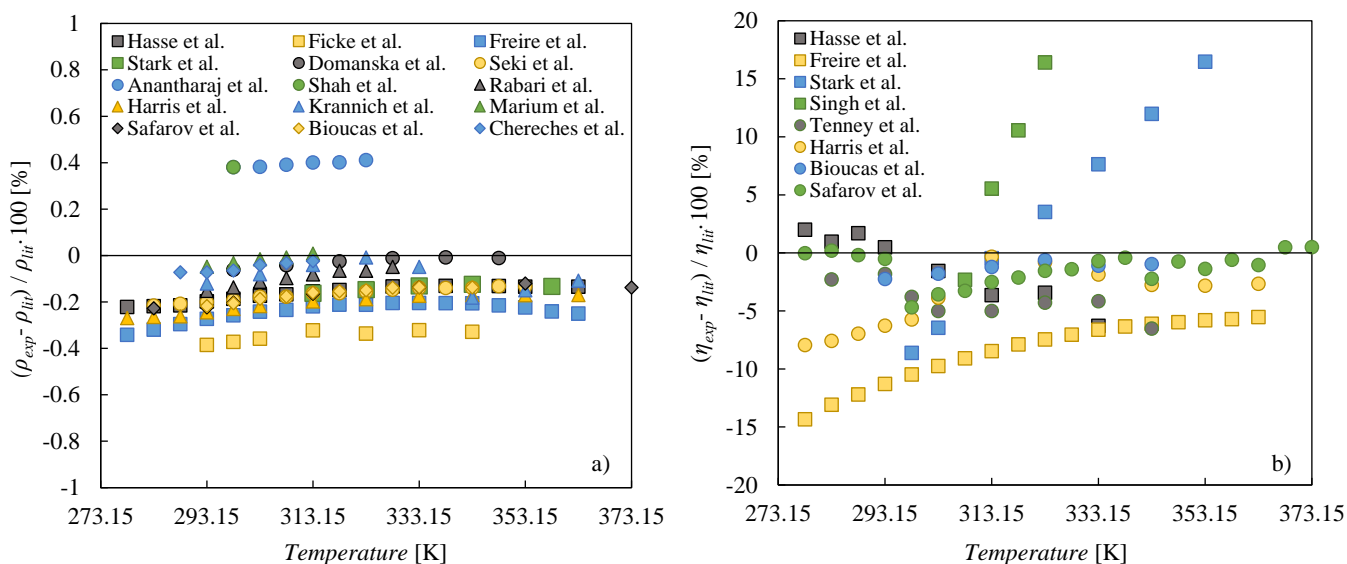 1
0.8
0.6
0.4
0.2
0
-0.2
-0.4
-0.6
-0.8
-1
(ρexp- ρlit) / ρlit·100 [%]
Hasse et al. Ficke et al. Freire et al.
Stark et al. Domanska et al. Seki et al.
Anantharaj et al. Shah et al. Rabari et al.
Harris et al. Krannich et al. Marium et al.
Safarov et al. Bioucas et al. Chereches et al.
a)
273.15 293.15 313.15 333.15 353.15 373.15
Temperature [K]
20
15
10
5
0
-5
-10
-15
-20
(ηexp- ηlit) / ηlit·100 [%]
Hasse et al.
Freire et al.
Stark et al.
Singh et al.
Tenney et al.
Harris et al.
Bioucas et al.
Safarov et al.
b)
273.15 293.15 313.15 333.15 353.15 373.15
Temperature [K]